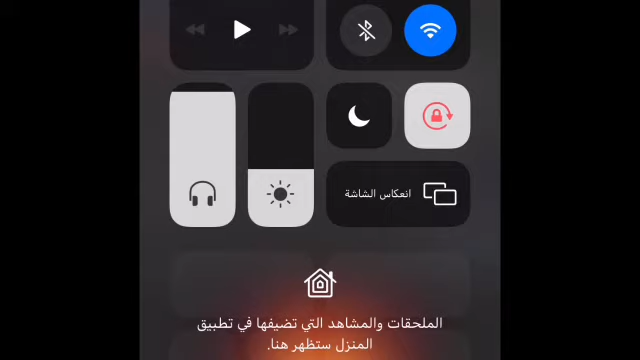 انعكاس الشاشة
الملحقات والمشاهد التي تضيفها في تطبيق
المنزل ستظهر هنا.